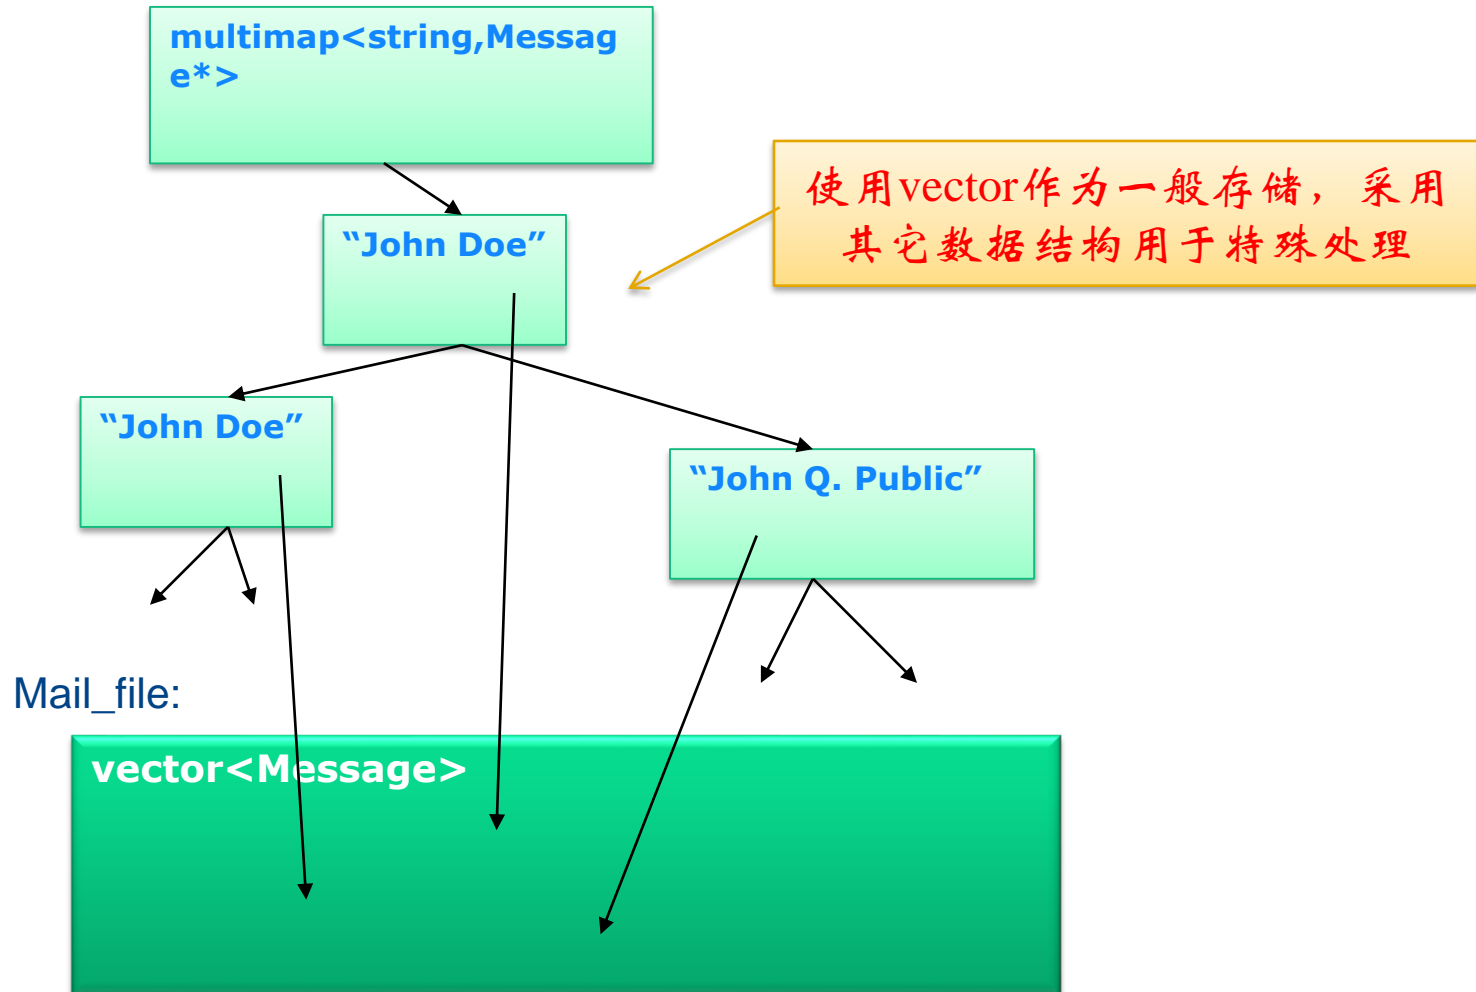 multimap<string,Messag
e*>
使用vector作为一般存储，采用
其它数据结构用于特殊处理
“John Doe”
“John Doe”
“John Q. Public”
Mail_file:
vector<Message>